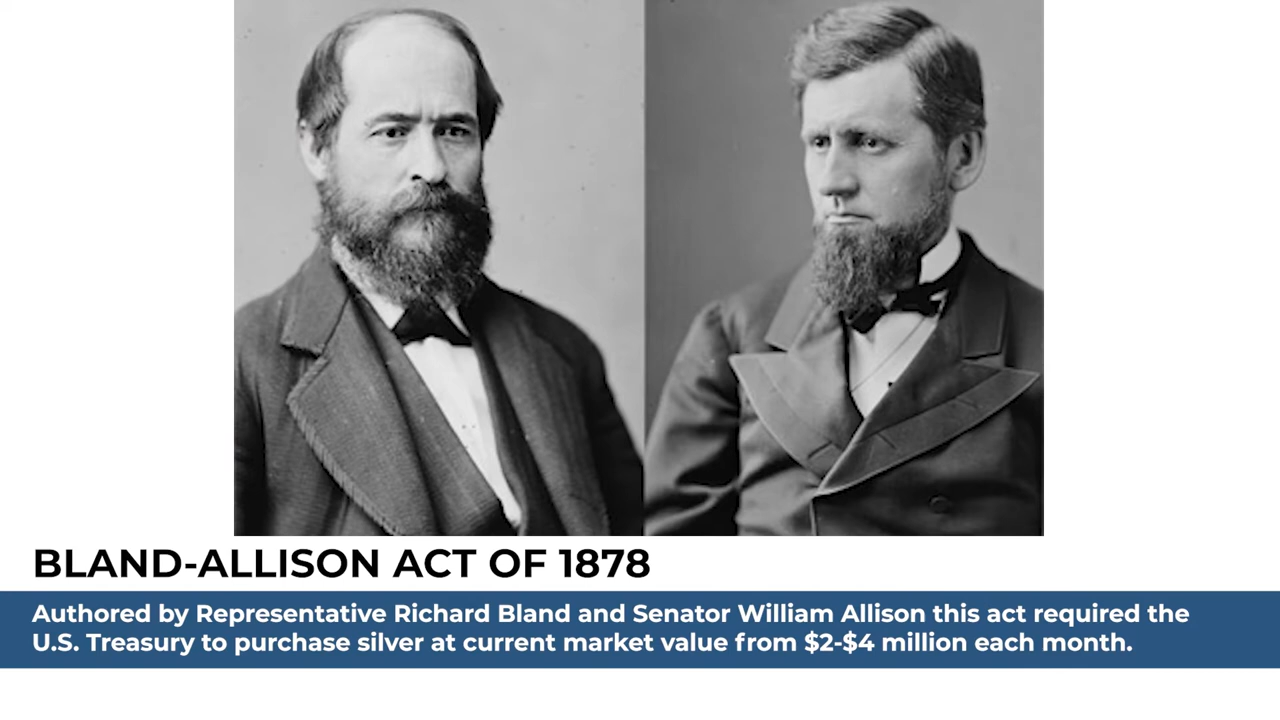 BLAND-ALLISON ACT OF 1878
Authored by Representative Richard Bland and Senator William Allison this act required the
U.S. Treasury to purchase silver at current market value from $2-$4 million each month.